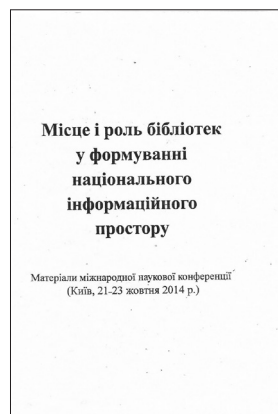 Місце і роль бібліотек
у формуванні
національного
інформаційного
простору
Матеріали міжнародної наукової конференції
(Київ, 21-23 жовтня 2014 р.)